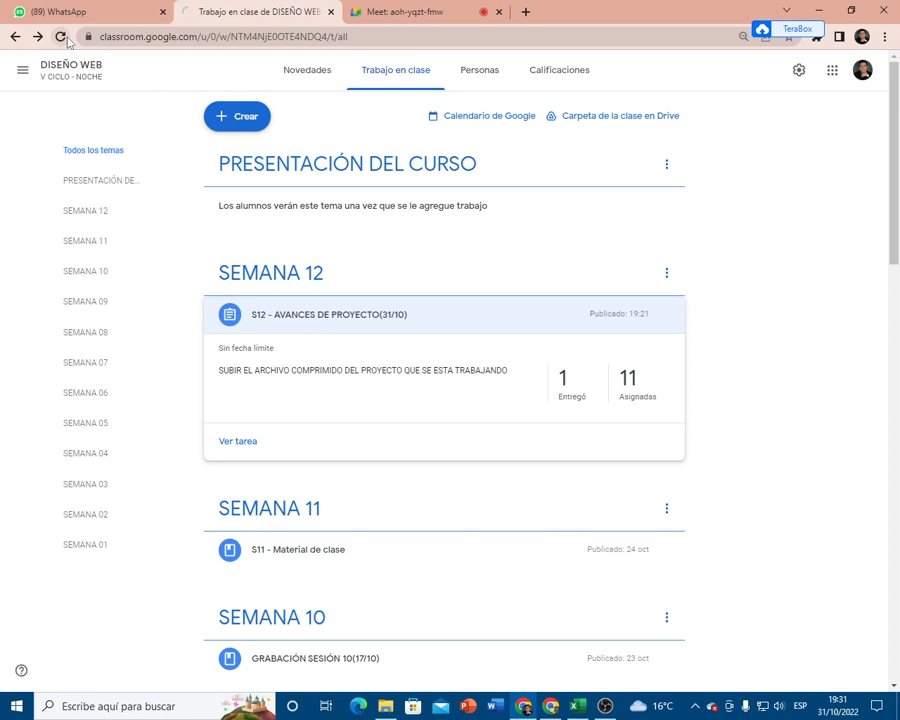 (89) WhatsApp
Trabajo en clase de DISEÑO WEB
Meet: aoh-yqzt-fmw
classroom.google.com/u/0/w/NTM4NjE0OTE4NDQ4/t/all
TeraBox
DISEÑO WEB
V CICLO - NOCHE
Novedades
Trabajo en clase
Personas
Calificaciones
Crear
Calendario de Google
Carpeta de la clase en Drive
Todos los temas
PRESENTACIÓN DE...
SEMANA 12
SEMANA 11
SEMANA 10
SEMANA 09
SEMANA 08
SEMANA 07
SEMANA 06
SEMANA 05
SEMANA 04
SEMANA 03
SEMANA 02
SEMANA 01
PRESENTACIÓN DEL CURSO
Los alumnos verán este tema una vez que se le agregue trabajo
SEMANA 12
S12 - AVANCES DE PROYECTO(31/10)
Publicado: 19:21
Sin fecha límite
SUBIR EL ARCHIVO COMPRIMIDO DEL PROYECTO QUE SE ESTA TRABAJANDO
1
Entregó
11
Asignadas
Ver tarea
SEMANA 11
S11 - Material de clase
Publicado: 24 oct
SEMANA 10
GRABACIÓN SESIÓN 10(17/10)
Publicado: 23 oct
Escribe aquí para buscar
16°C
ESP
19:31
31/10/2022